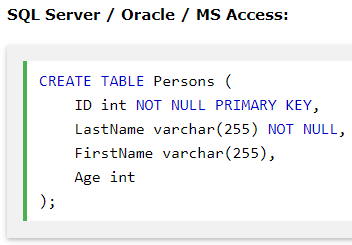 SQL Server / Oracle / MS Access:
CREATE TABLE Persons (
    ID int NOT NULL PRIMARY KEY,
    LastName varchar(255) NOT NULL,
    FirstName varchar(255),
    Age int
);